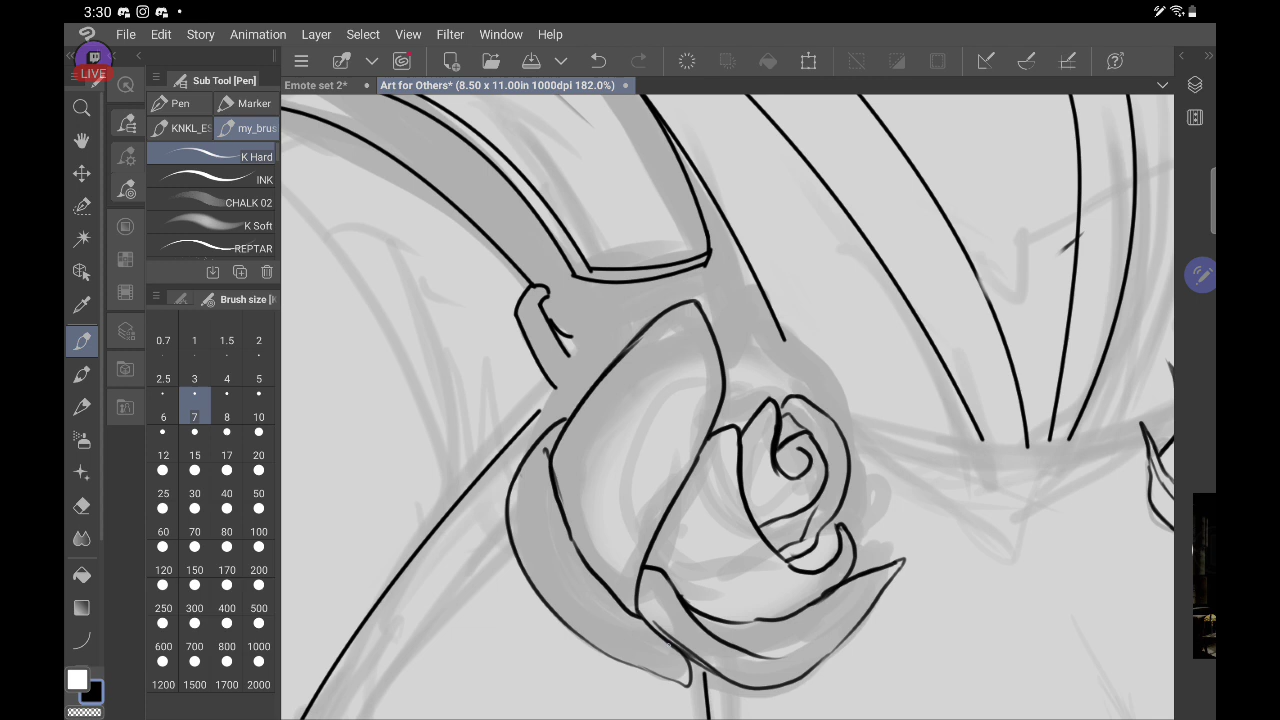 3:30
File Edit Story Animation Layer Select View Filter Window Help
LIVE
Sub Tool [Pen]
Emote set 2*
Art for Others* (8.50 x 11.00in 1000dpi 182.0%)
Pen Marker
KNKL_ES my_brus
K Hard
INK
CHALK 02
K Soft
REPTAR
Brush size [
0.7 1 1.5 2
2.5 3 4 5
6 7 8 10
12 15 17 20
25 30 40 50
60 70 80 100
120 150 170 200
250 300 400 500
600 700 800 1000
1200 1500 1700 2000